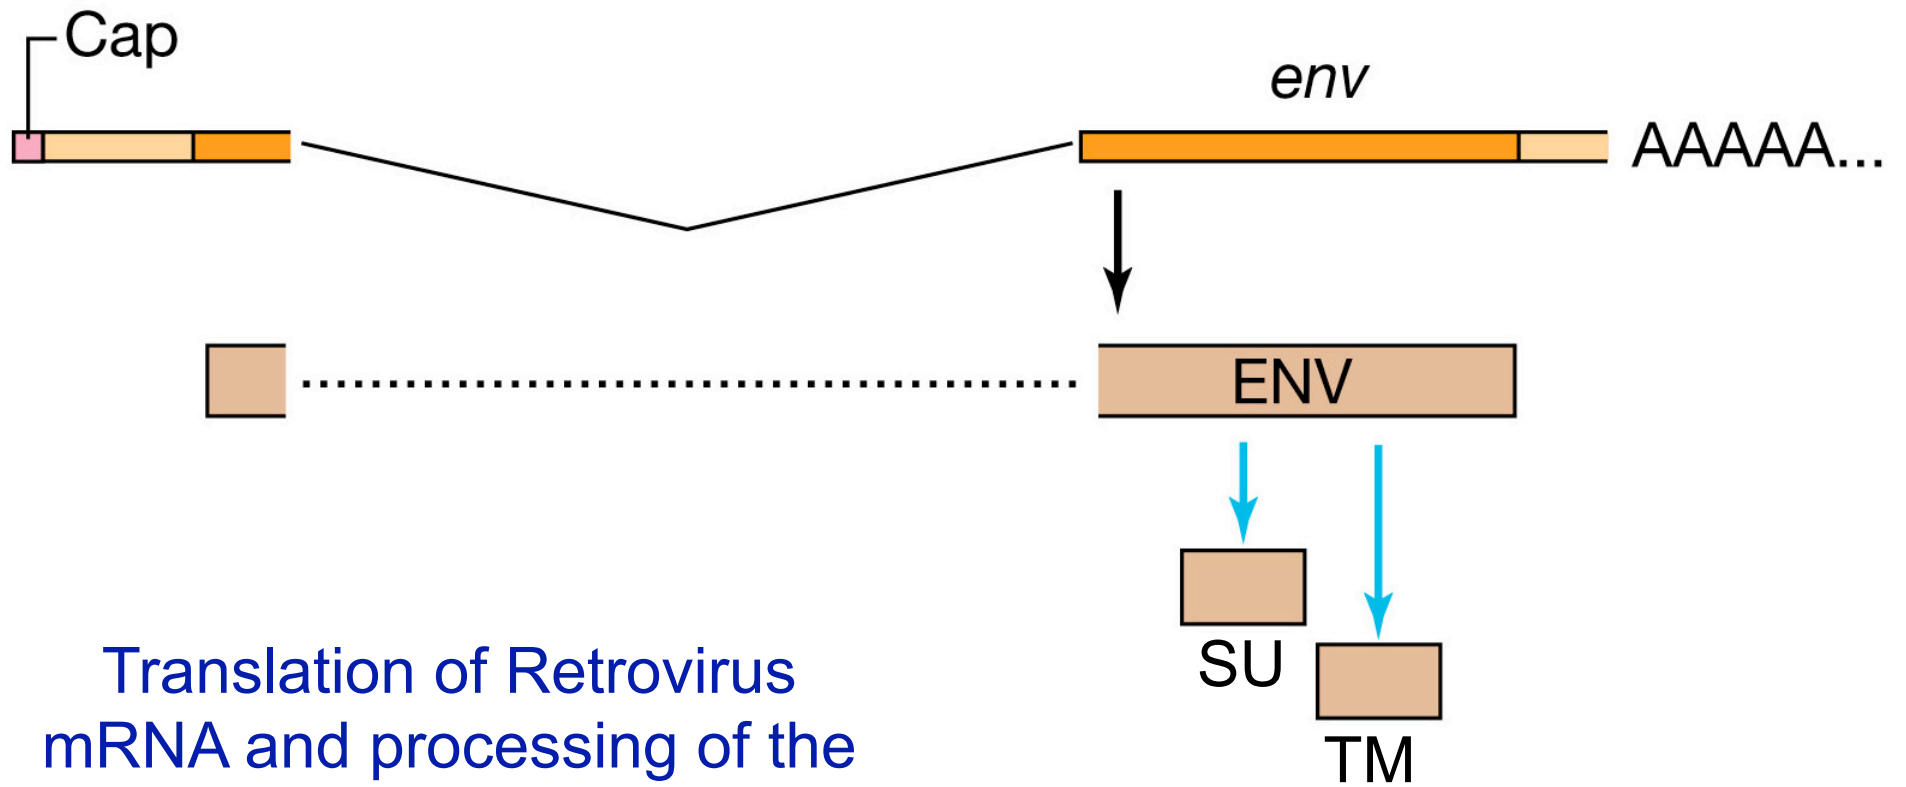 Cap
env
AAAAA...
ENV
SU
TM
Translation of Retrovirus
mRNA and processing of the